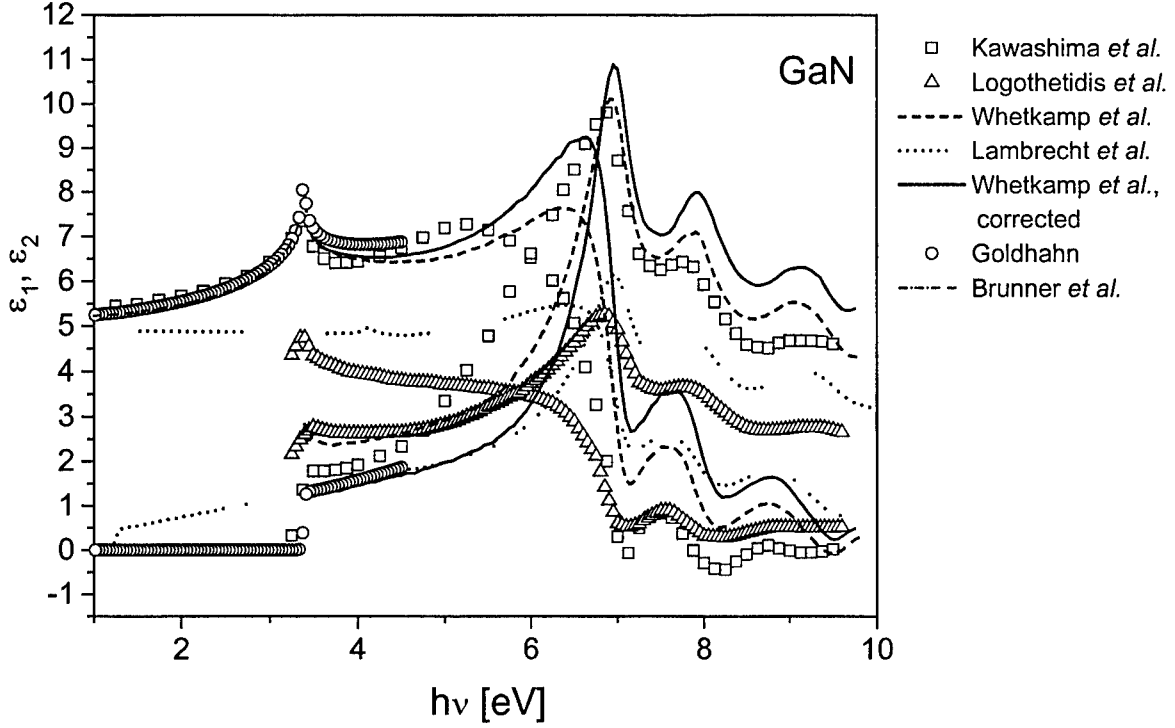 12
11
10
9
8
7
6
5
4
3
2
1
0
-1
ε1, ε2
GaN
2
4
6
8
10
hν [eV]
Kawashima et al.
Logothetidis et al.
Whetkamp et al.
Lambrecht et al.
Whetkamp et al.,
corrected
Goldhahn
Brunner et al.